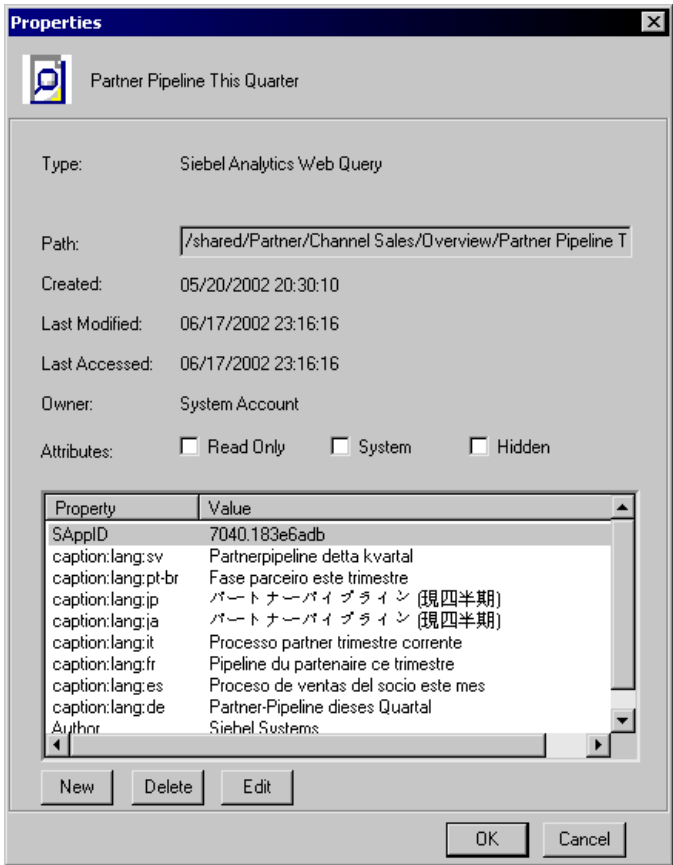 Properties
Partner Pipeline This Quarter
Type: Siebel Analytics Web Query
Path: /shared/Partner/Channel Sales/Overview/Partner Pipeline T
Created: 05/20/2002 20:30:10
Last Modified: 06/17/2002 23:16:16
Last Accessed: 06/17/2002 23:16:16
Owner: System Account
Attributes: Read Only System Hidden
Property Value
SAppID 7040.183e6adb
caption:lang:sv Partnerpipeline detta kvartal
caption:lang:pt-br Fase parceiro este trimestre
caption:lang:jp パートナーパイプライン (現四半期)
caption:lang:ja パートナーパイプライン (現四半期)
caption:lang:it Processo partner trimestre corrente
caption:lang:fr Pipeline du partenaire ce trimestre
caption:lang:es Proceso de ventas del socio este mes
caption:lang:de Partner-Pipeline dieses Quartal
Author Siebel Systems
New Delete Edit
OK Cancel